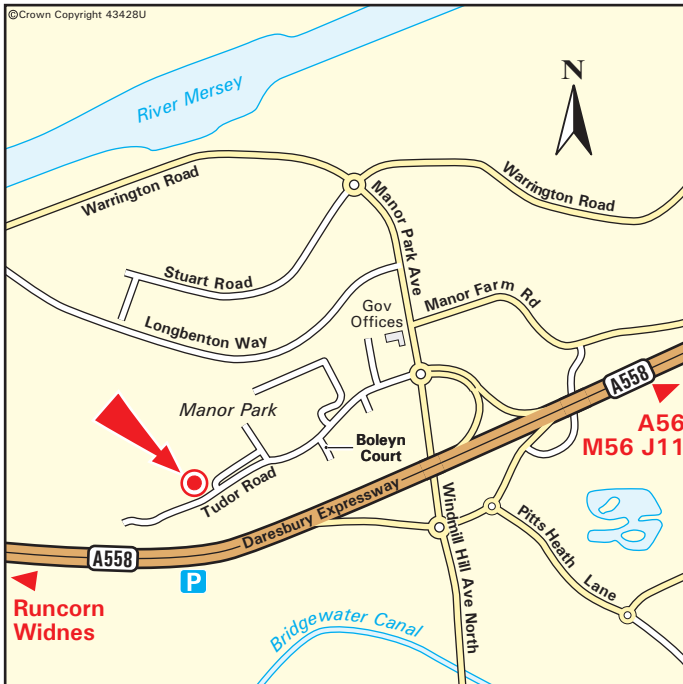 ©Crown Copyright 43428U
N
River Mersey
Warrington Road
Warrington Road
Manor Park Ave
Stuart Road
Manor Farm Rd
Gov
Offices
Longbenton Way
A558
A56
M56 J11
Manor Park
Boleyn
Court
Tudor Road
Daresbury Expressway
Windmill Hill Ave North
Pitts Heath Lane
A558
P
Runcorn
Widnes
Bridgewater Canal